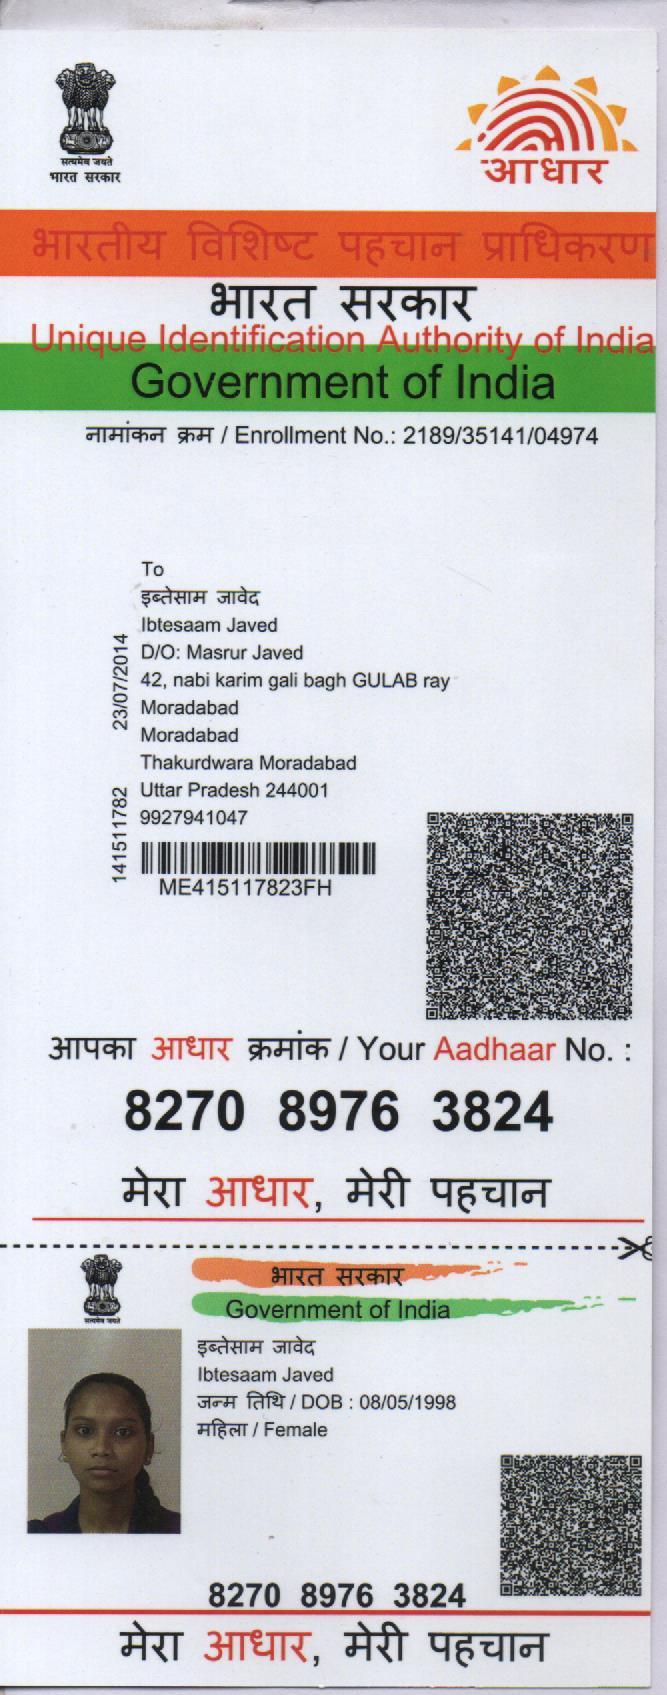 सत्यमेव जयते
भारत सरकार
आधार
भारतीय विशिष्ट पहचान प्राधिकरण
भारत सरकार
Unique Identification Authority of India
Government of India
नामांकन क्रम / Enrollment No.: 2189/35141/04974
To
इब्तेसाम जावेद
Ibtesaam Javed
D/O: Masrur Javed
42, nabi karim gali bagh GULAB ray
Moradabad
Moradabad
Thakurdwara Moradabad
Uttar Pradesh 244001
9927941047
23/07/2014
141511782
ME415117823FH
आपका आधार क्रमांक / Your Aadhaar No. :
8270 8976 3824
मेरा आधार, मेरी पहचान
सत्यमेव जयते
भारत सरकार
Government of India
इब्तेसाम जावेद
Ibtesaam Javed
जन्म तिथि / DOB : 08/05/1998
महिला / Female
8270 8976 3824
मेरा आधार, मेरी पहचान